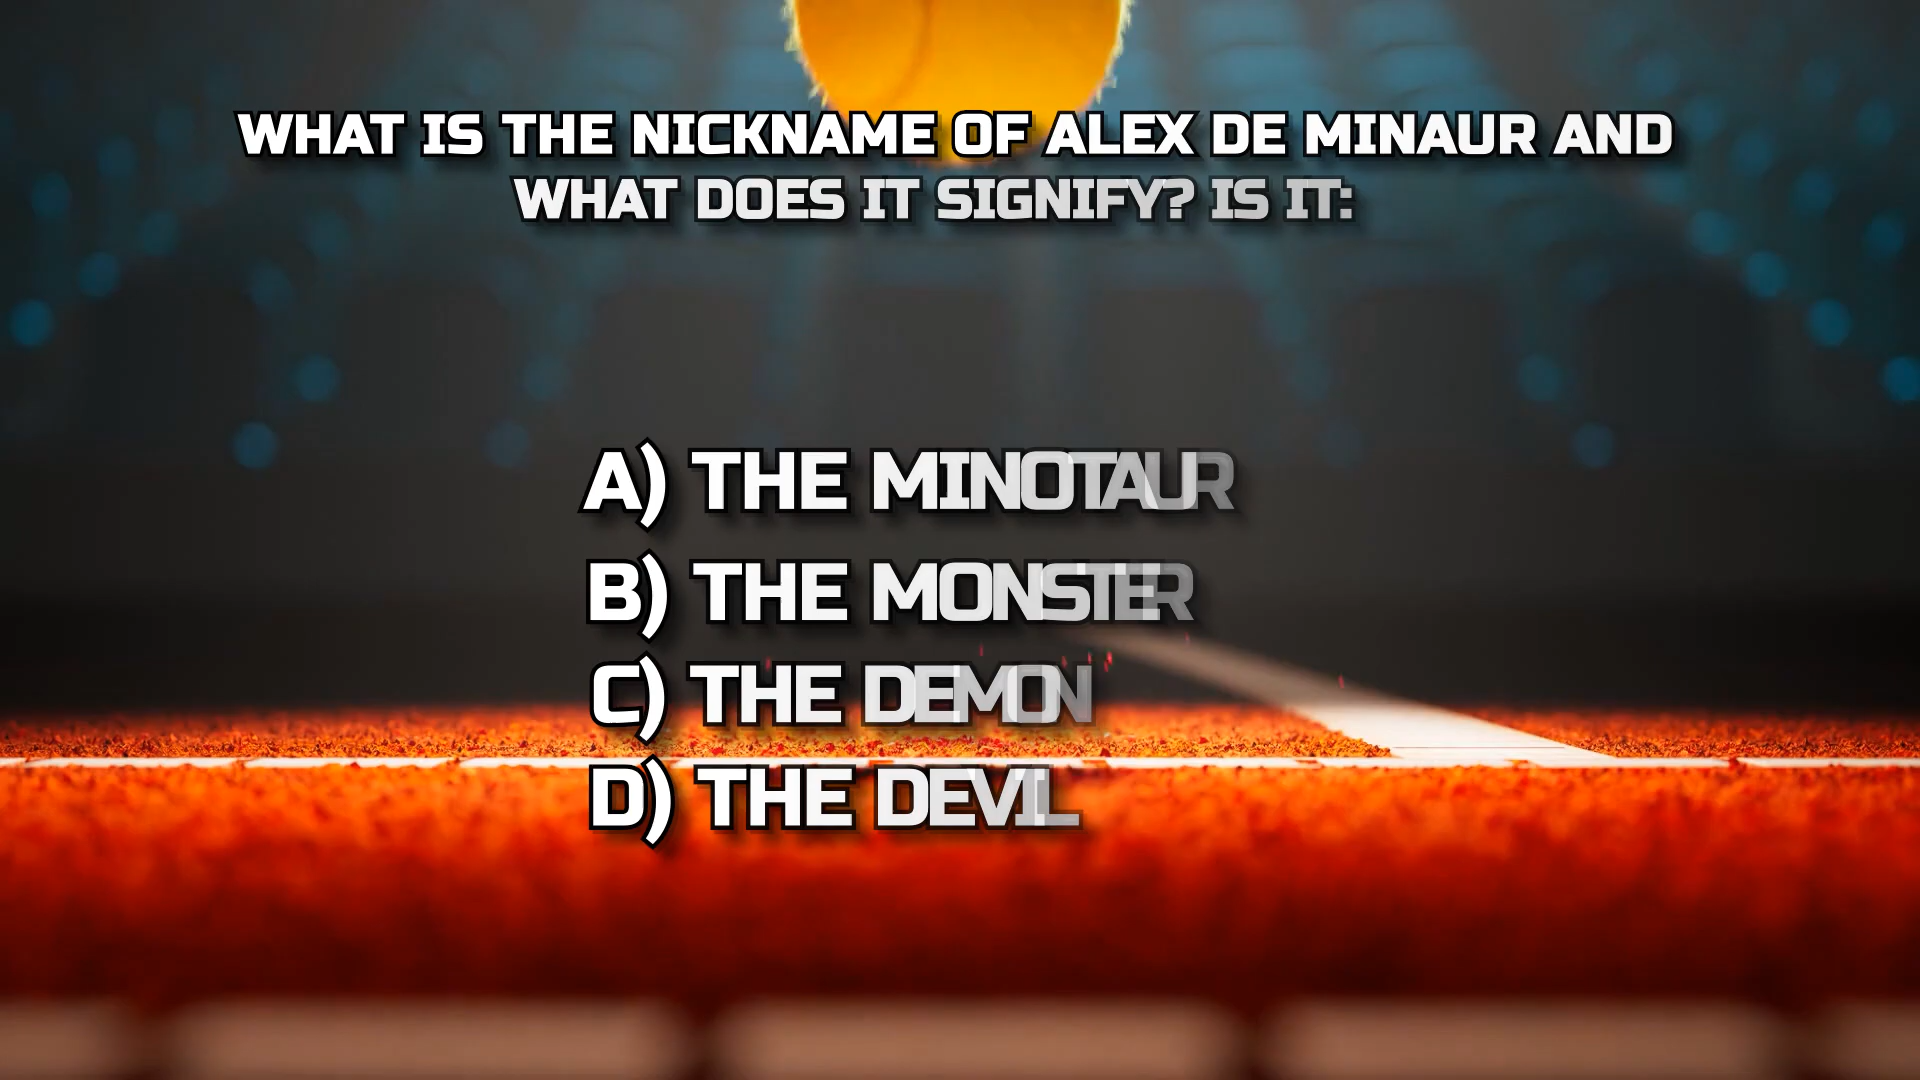 WHAT IS THE NICKNAME OF ALEX DE MINAUR AND
WHAT DOES IT SIGNIFY? IS IT:
A) THE MINOTAUR
B) THE MONSTER
C) THE DEMON
D) THE DEVIL